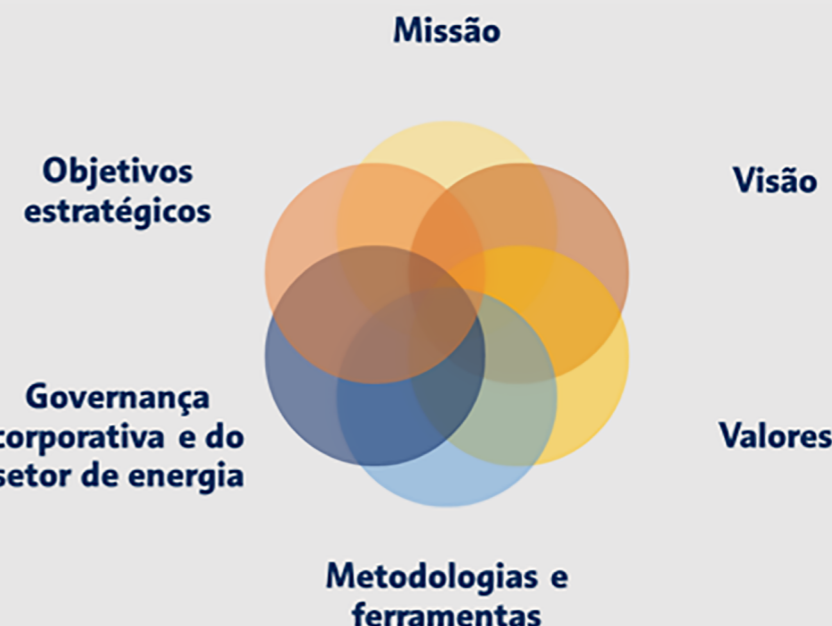 Missão
Objetivos
estratégicos
Visão
Governança
corporativa e do
setor de energia
Valores
Metodologias e
ferramentas